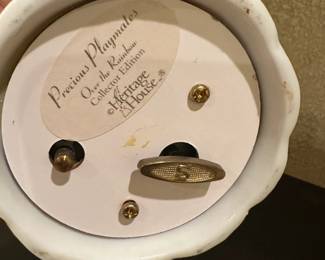 Precious Playmates
Over the Rainbow
Collector Edition
© Heritage
House ®
S